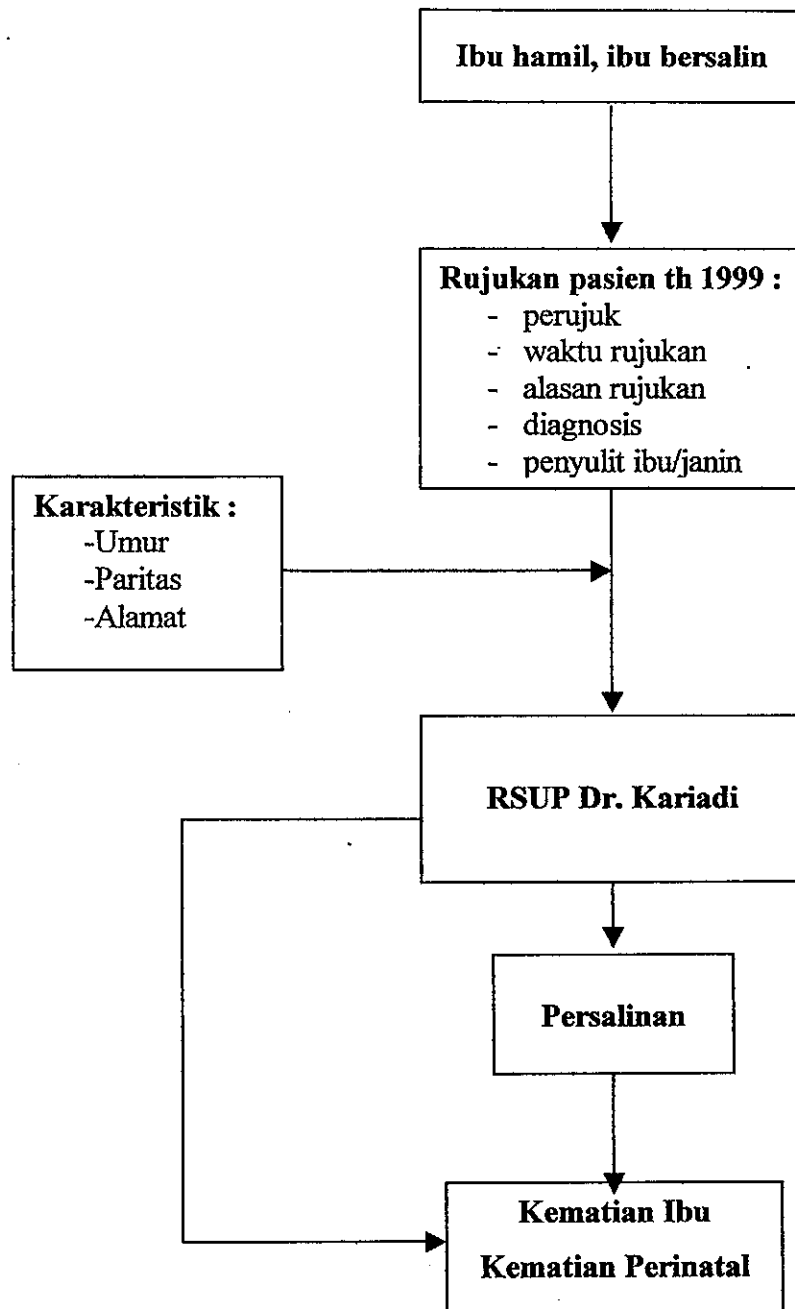 Ibu hamil, ibu bersalin
Rujukan pasien th 1999 :
- perujuk
- waktu rujukan
- alasan rujukan
- diagnosis
- penyulit ibu/janin
Karakteristik :
-Umur
-Paritas
-Alamat
RSUP Dr. Kariadi
Persalinan
Kematian Ibu
Kematian Perinatal